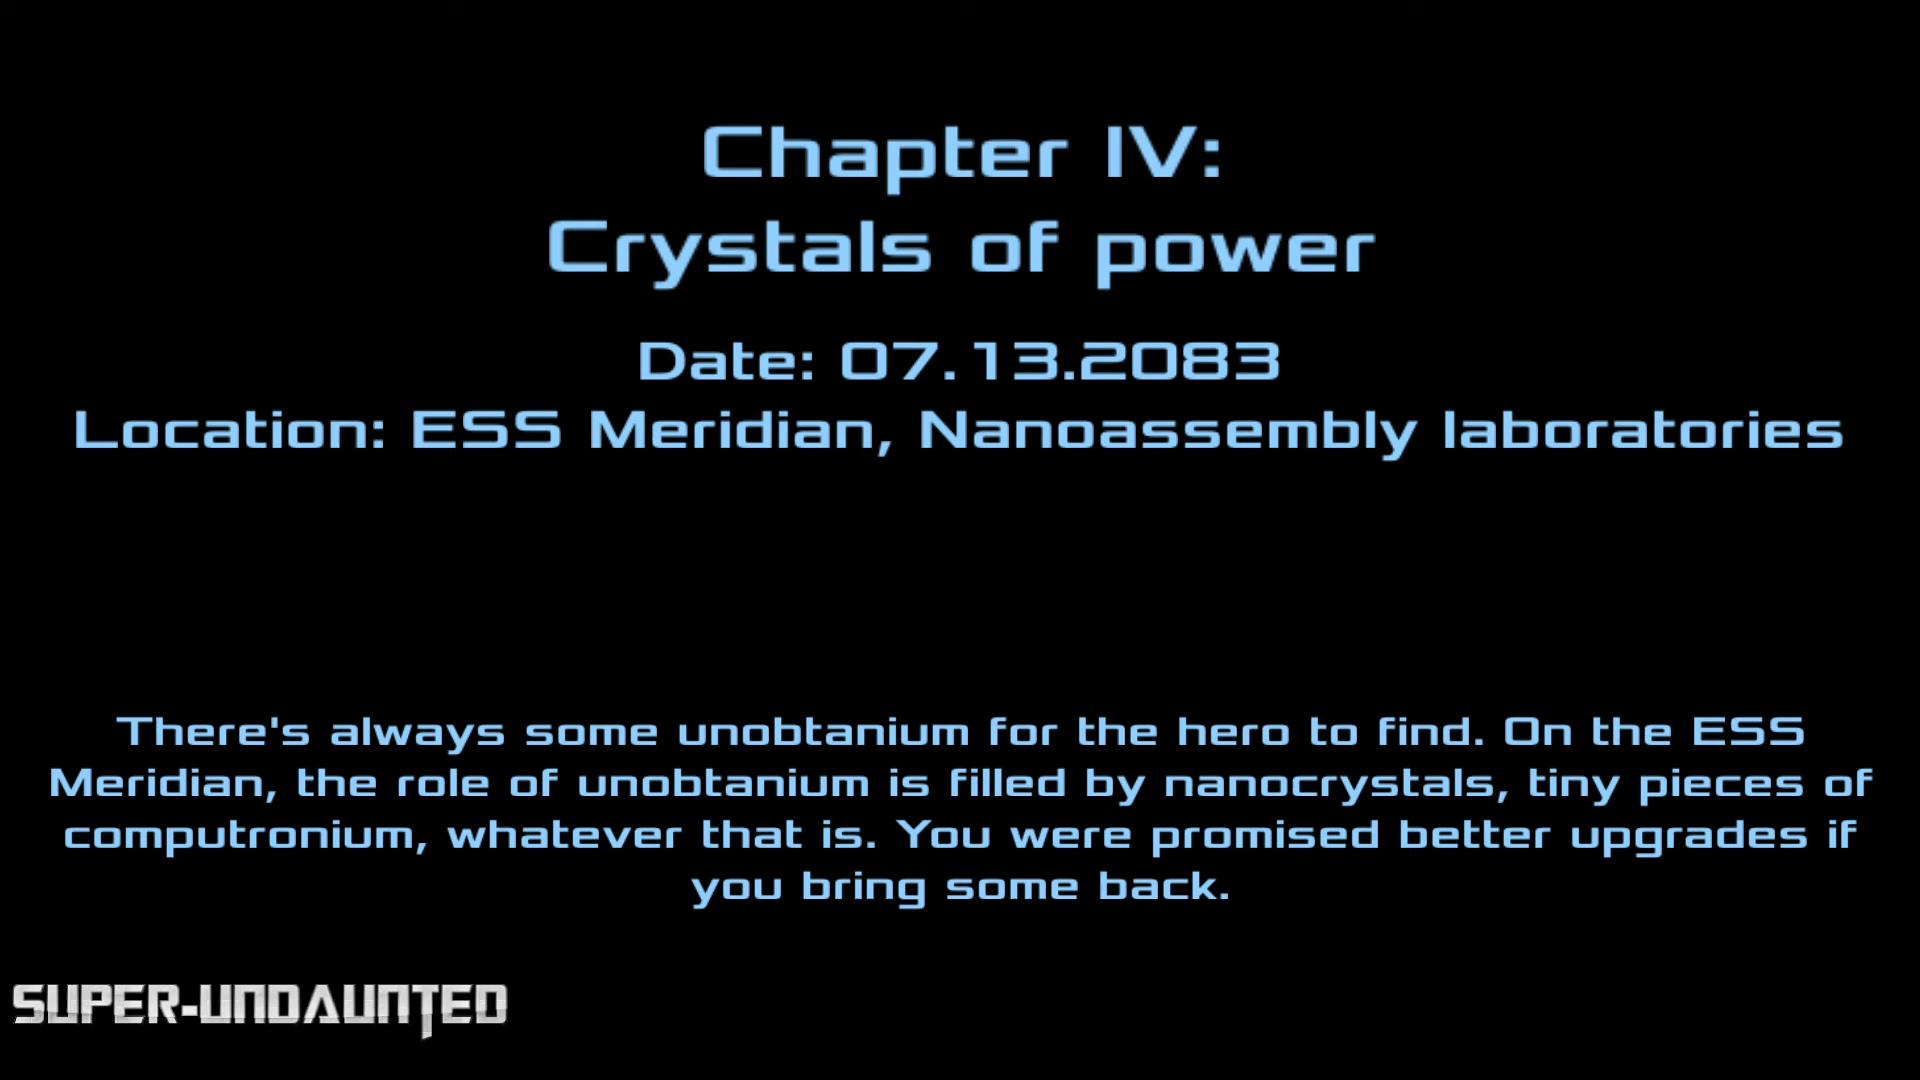 Chapter IV:
Crystals of power
Date: 07.13.2083
Location: ESS Meridian, Nanoassembly laboratories
There's always some unobtanium for the hero to find. On the ESS
Meridian, the role of unobtanium is filled by nanocrystals, tiny pieces of
computronium, whatever that is. You were promised better upgrades if
you bring some back.
SUPER-UNDAUNTED